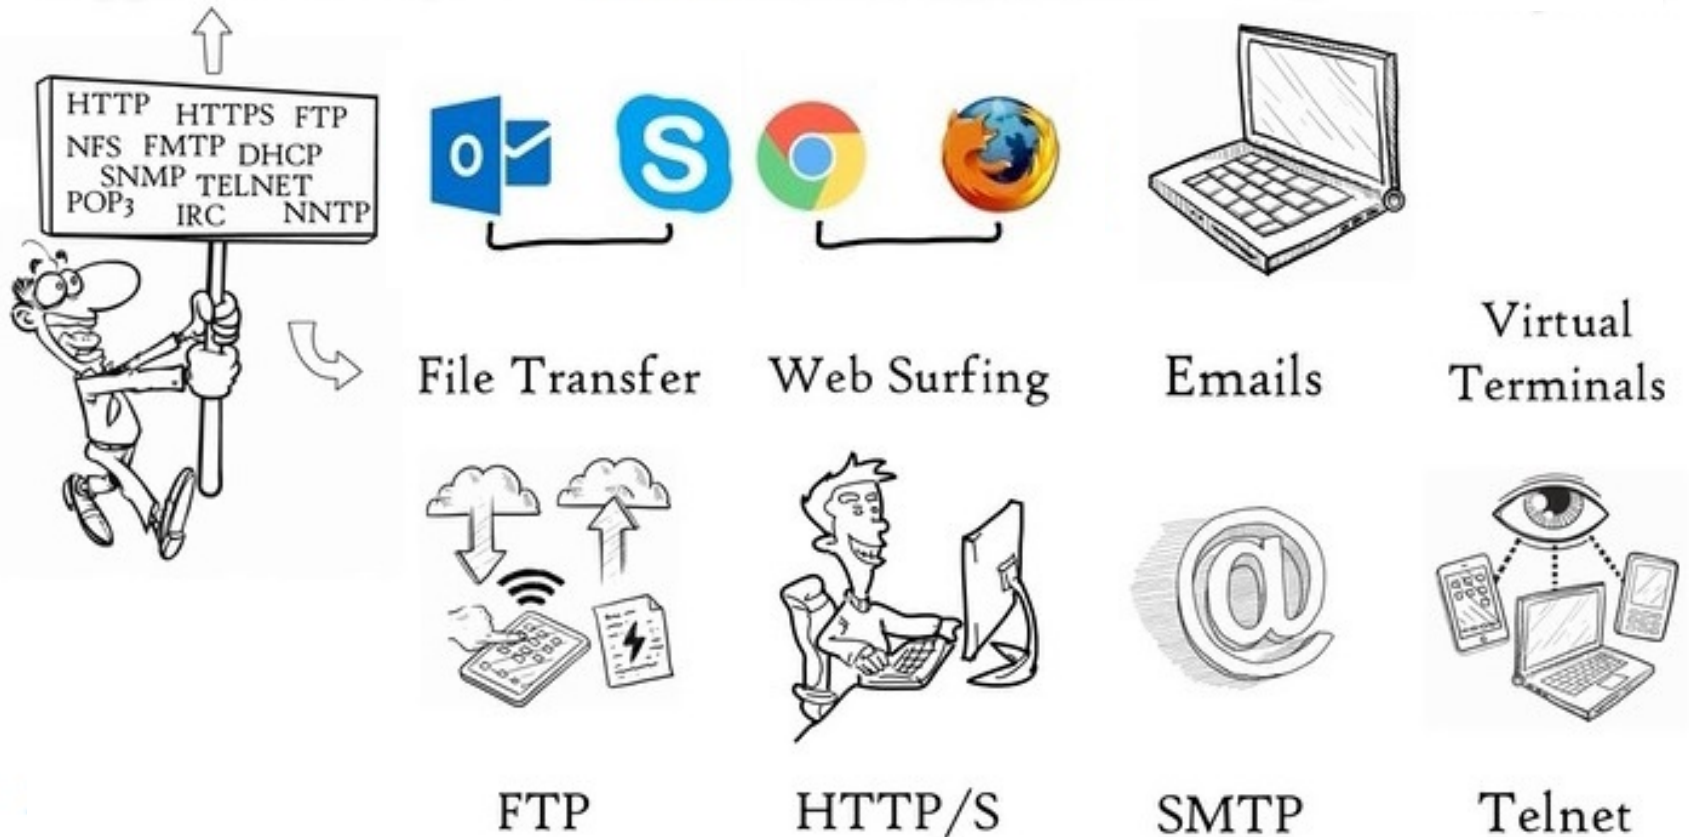 HTTP HTTPS FTP
NFS FMTP DHCP
SNMP TELNET
POP3 IRC NNTP
O
S
File Transfer
Web Surfing
Emails
Virtual
Terminals
@
FTP
HTTP/S
SMTP
Telnet